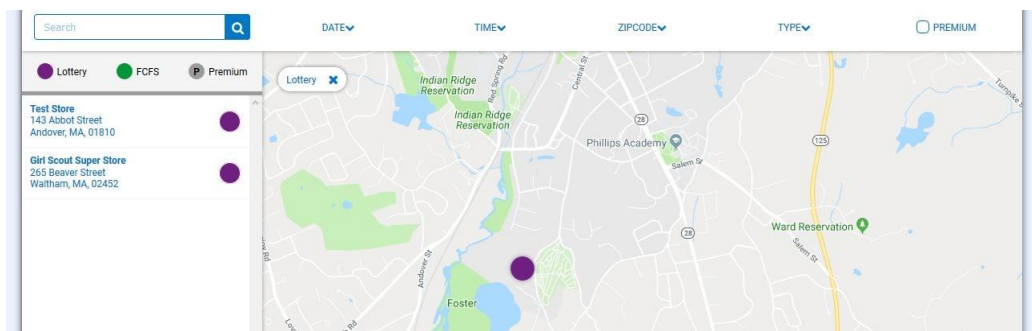 Search
DATE
TIME
ZIPCODE
TYPE
PREMIUM
Lottery
FCFS
P
Premium
Test Store
143 Abbot Street
Andover, MA, 01810
Girl Scout Super Store
265 Beaver Street
Waltham, MA, 02452
Lottery
Indian Ridge
Reservation
Red Spring Rd
Central St
Indian Ridge
Reservation
28
Phillips Academy
Salem St
125
Turnpike
28
Ward Reservation
Salem St
Andover St
Foster
Rd